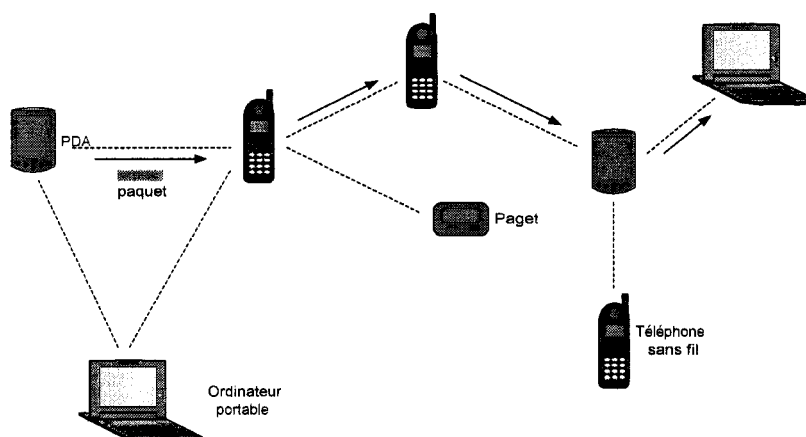 PDA
paquet
Paget
Téléphone
sans fil
Ordinateur
portable